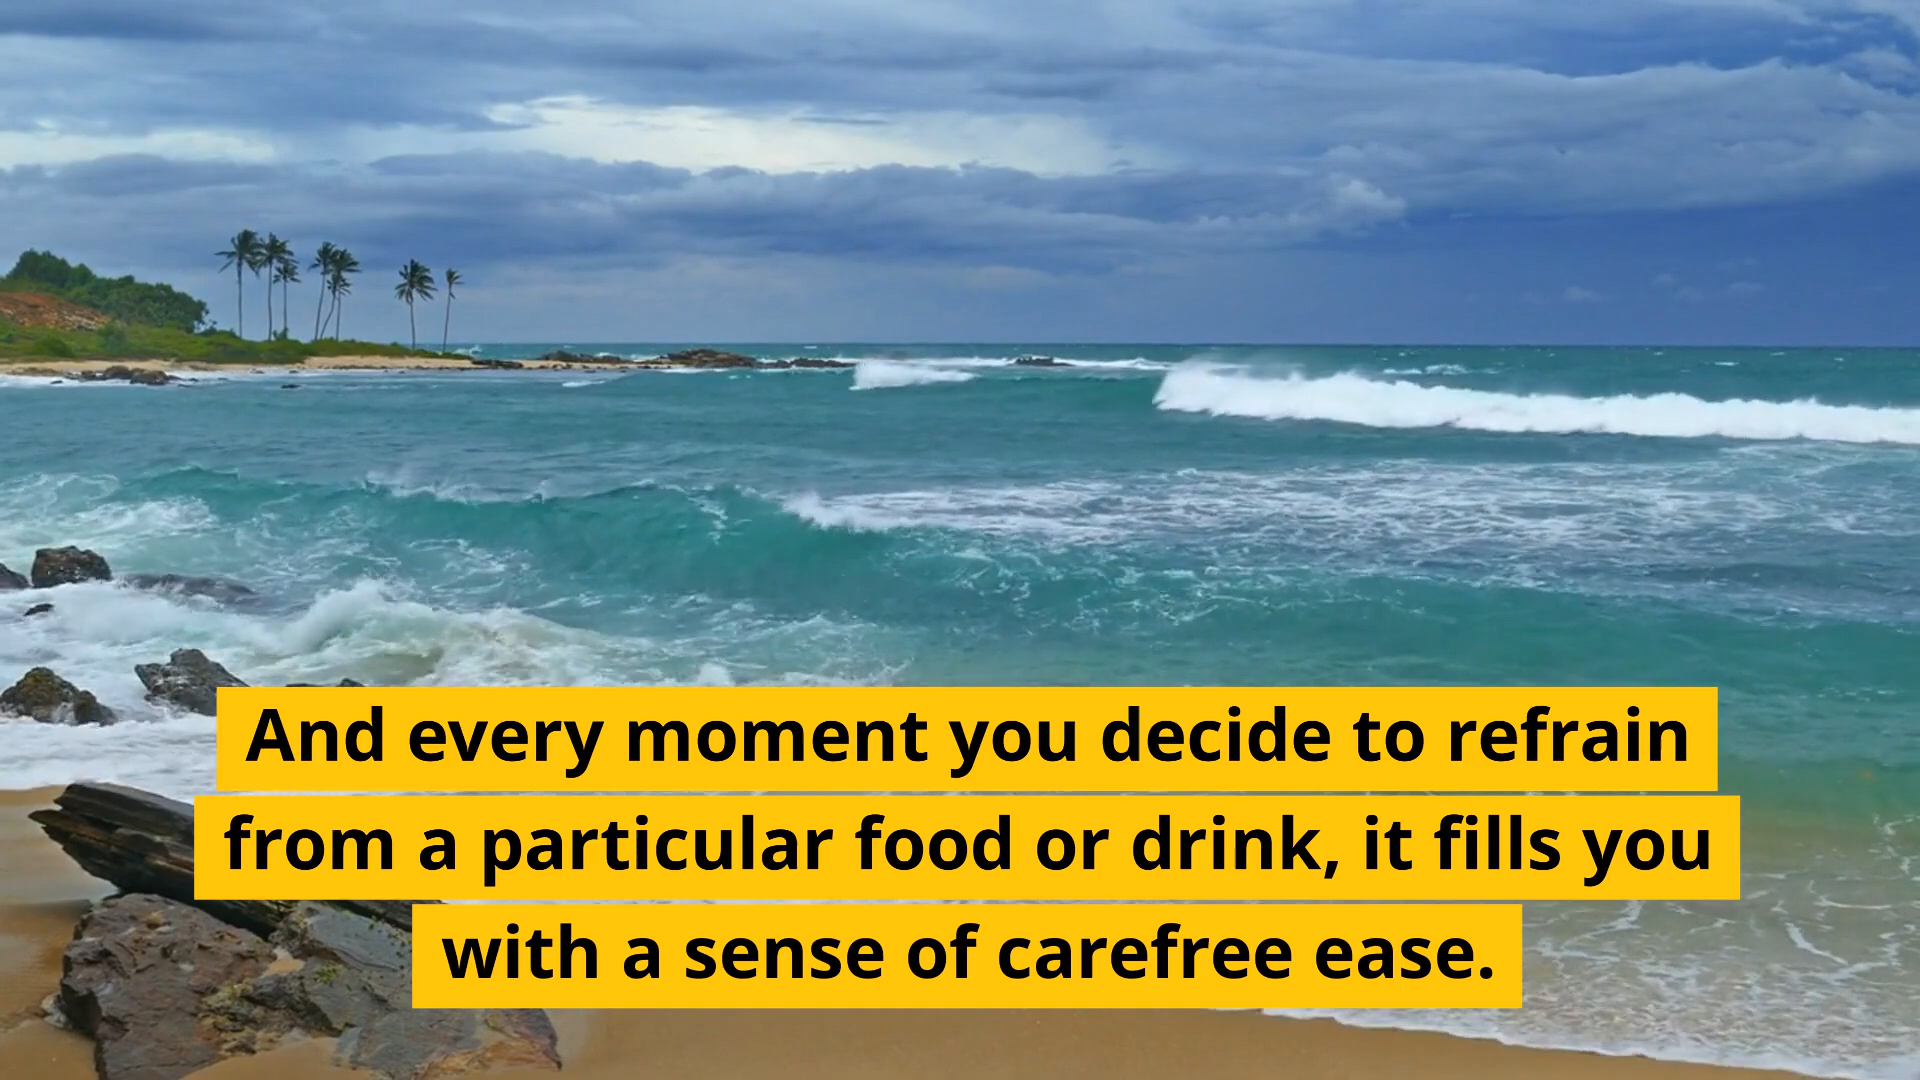 And every moment you decide to refrain
from a particular food or drink, it fills you
with a sense of carefree ease.